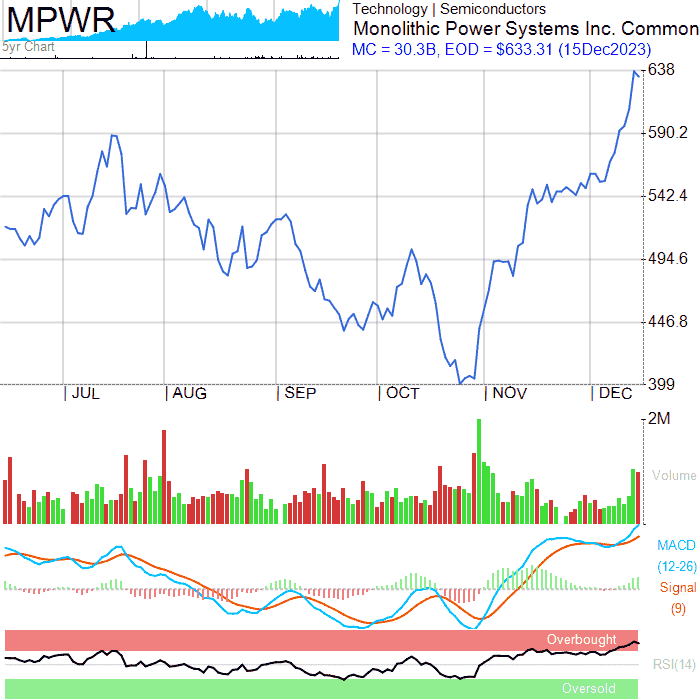 MPWR
5yr Chart
Technology | Semiconductors
Monolithic Power Systems Inc. Common
MC = 30.3B, EOD = $633.31 (15Dec2023)
638
590.2
542.4
494.6
446.8
399
JUL
AUG
SEP
OCT
NOV
DEC
2M
Volume
MACD
(12-26)
Signal
(9)
Overbought
RSI(14)
Oversold